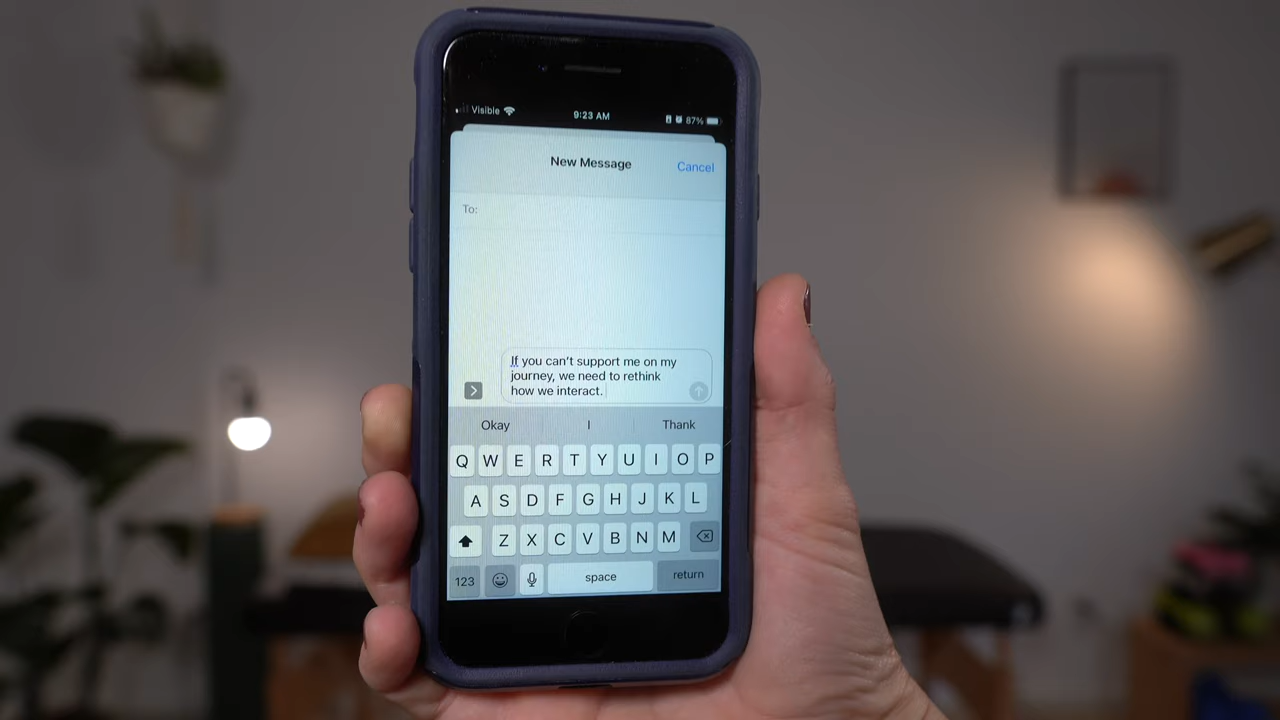 Visible 9:23 AM 87%
New Message Cancel
To:
If you can't support me on my
journey, we need to rethink
how we interact.
Okay I Thank
Q W E R T Y U I O P
A S D F G H J K L
Z X C V B N M
123 space return